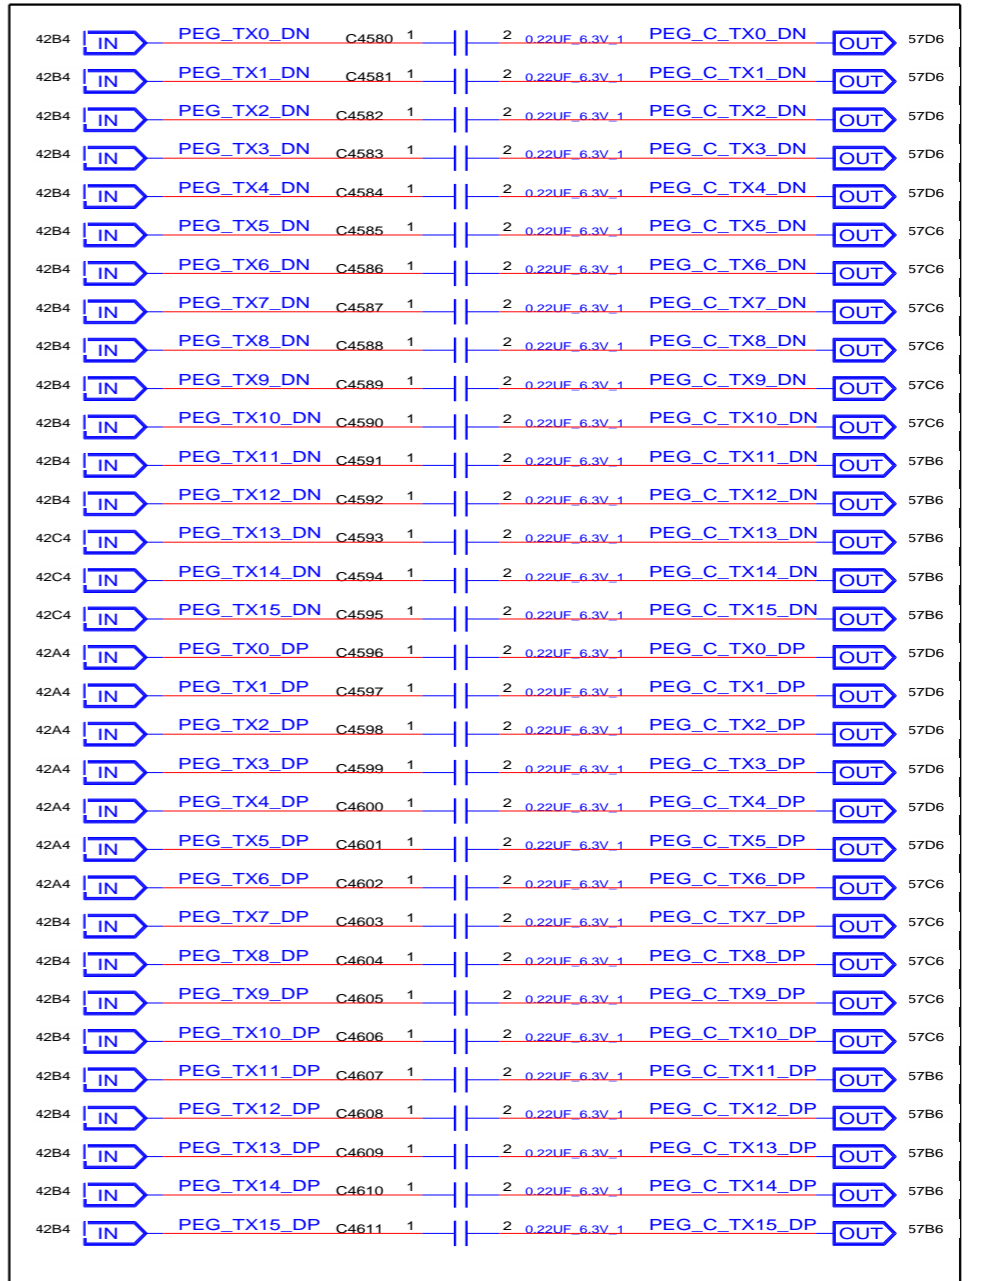 42B4 IN PEG_TX0_DN C4580 1 2 0.22UF_6.3V_1 PEG_C_TX0_DN OUT 57D6
42B4 IN PEG_TX1_DN C4581 1 2 0.22UF_6.3V_1 PEG_C_TX1_DN OUT 57D6
42B4 IN PEG_TX2_DN C4582 1 2 0.22UF_6.3V_1 PEG_C_TX2_DN OUT 57D6
42B4 IN PEG_TX3_DN C4583 1 2 0.22UF_6.3V_1 PEG_C_TX3_DN OUT 57D6
42B4 IN PEG_TX4_DN C4584 1 2 0.22UF_6.3V_1 PEG_C_TX4_DN OUT 57D6
42B4 IN PEG_TX5_DN C4585 1 2 0.22UF_6.3V_1 PEG_C_TX5_DN OUT 57C6
42B4 IN PEG_TX6_DN C4586 1 2 0.22UF_6.3V_1 PEG_C_TX6_DN OUT 57C6
42B4 IN PEG_TX7_DN C4587 1 2 0.22UF_6.3V_1 PEG_C_TX7_DN OUT 57C6
42B4 IN PEG_TX8_DN C4588 1 2 0.22UF_6.3V_1 PEG_C_TX8_DN OUT 57C6
42B4 IN PEG_TX9_DN C4589 1 2 0.22UF_6.3V_1 PEG_C_TX9_DN OUT 57C6
42B4 IN PEG_TX10_DN C4590 1 2 0.22UF_6.3V_1 PEG_C_TX10_DN OUT 57C6
42B4 IN PEG_TX11_DN C4591 1 2 0.22UF_6.3V_1 PEG_C_TX11_DN OUT 57B6
42B4 IN PEG_TX12_DN C4592 1 2 0.22UF_6.3V_1 PEG_C_TX12_DN OUT 57B6
42C4 IN PEG_TX13_DN C4593 1 2 0.22UF_6.3V_1 PEG_C_TX13_DN OUT 57B6
42C4 IN PEG_TX14_DN C4594 1 2 0.22UF_6.3V_1 PEG_C_TX14_DN OUT 57B6
42C4 IN PEG_TX15_DN C4595 1 2 0.22UF_6.3V_1 PEG_C_TX15_DN OUT 57B6
42A4 IN PEG_TX0_DP C4596 1 2 0.22UF_6.3V_1 PEG_C_TX0_DP OUT 57D6
42A4 IN PEG_TX1_DP C4597 1 2 0.22UF_6.3V_1 PEG_C_TX1_DP OUT 57D6
42A4 IN PEG_TX2_DP C4598 1 2 0.22UF_6.3V_1 PEG_C_TX2_DP OUT 57D6
42A4 IN PEG_TX3_DP C4599 1 2 0.22UF_6.3V_1 PEG_C_TX3_DP OUT 57D6
42A4 IN PEG_TX4_DP C4600 1 2 0.22UF_6.3V_1 PEG_C_TX4_DP OUT 57D6
42A4 IN PEG_TX5_DP C4601 1 2 0.22UF_6.3V_1 PEG_C_TX5_DP OUT 57D6
42A4 IN PEG_TX6_DP C4602 1 2 0.22UF_6.3V_1 PEG_C_TX6_DP OUT 57C6
42B4 IN PEG_TX7_DP C4603 1 2 0.22UF_6.3V_1 PEG_C_TX7_DP OUT 57C6
42B4 IN PEG_TX8_DP C4604 1 2 0.22UF_6.3V_1 PEG_C_TX8_DP OUT 57C6
42B4 IN PEG_TX9_DP C4605 1 2 0.22UF_6.3V_1 PEG_C_TX9_DP OUT 57C6
42B4 IN PEG_TX10_DP C4606 1 2 0.22UF_6.3V_1 PEG_C_TX10_DP OUT 57C6
42B4 IN PEG_TX11_DP C4607 1 2 0.22UF_6.3V_1 PEG_C_TX11_DP OUT 57B6
42B4 IN PEG_TX12_DP C4608 1 2 0.22UF_6.3V_1 PEG_C_TX12_DP OUT 57B6
42B4 IN PEG_TX13_DP C4609 1 2 0.22UF_6.3V_1 PEG_C_TX13_DP OUT 57B6
42B4 IN PEG_TX14_DP C4610 1 2 0.22UF_6.3V_1 PEG_C_TX14_DP OUT 57B6
42B4 IN PEG_TX15_DP C4611 1 2 0.22UF_6.3V_1 PEG_C_TX15_DP OUT 57B6